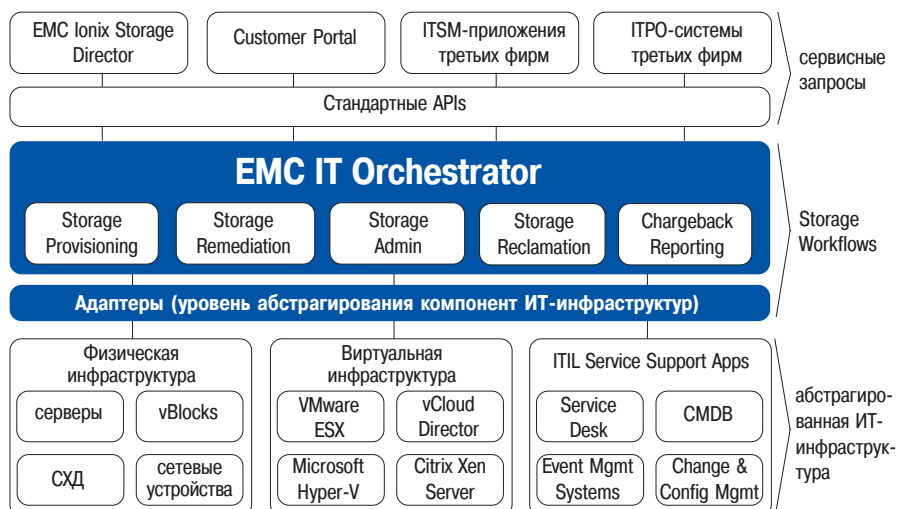 EMC Ionix Storage
Director
Customer Portal
ITSM-приложения
третьих фирм
ITPO-системы
третьих фирм
сервисные
запросы
Стандартные APIs
EMC IT Orchestrator
Storage
Provisioning
Storage
Remediation
Storage
Admin
Storage
Reclamation
Chargeback
Reporting
Storage
Workflows
Адаптеры (уровень абстрагирования компонент ИТ-инфраструктур)
Физическая
инфраструктура
серверы
vBlocks
СХД
сетевые
устройства
Виртуальная
инфраструктура
VMware
ESX
vCloud
Director
Microsoft
Hyper-V
Citrix Xen
Server
ITIL Service Support Apps
Service
Desk
CMDB
Event Mgmt
Systems
Change &
Config Mgmt
абстрагиро-
ванная ИТ-
инфраструк-
тура